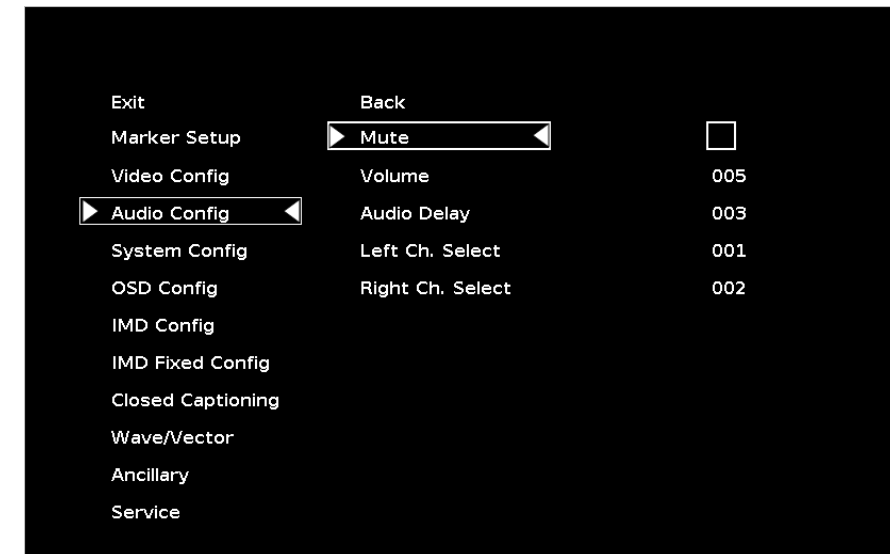 Exit Back
Marker Setup Mute
Video Config Volume 005
Audio Config Audio Delay 003
System Config Left Ch. Select 001
OSD Config Right Ch. Select 002
IMD Config
IMD Fixed Config
Closed Captioning
Wave/Vector
Ancillary
Service